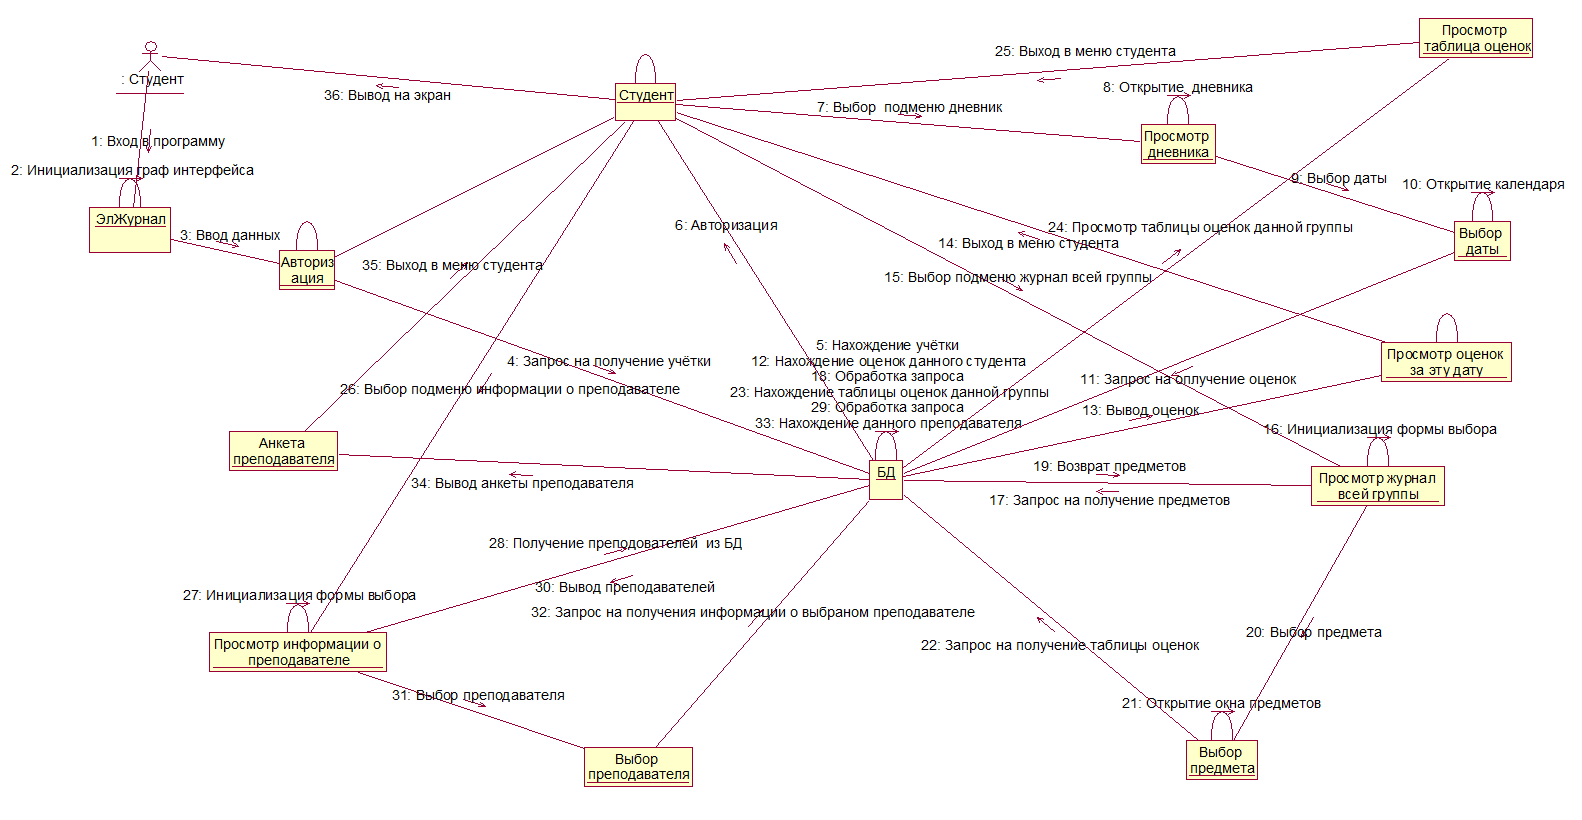 Просмотр
таблица оценок
25: Выход в меню студента
: Студент
36: Вывод на экран
Студент
7: Выбор подменю дневник
8: Открытие дневника
Просмотр
дневника
1: Вход в программу
2: Инициализация граф интерфейса
ЭлЖурнал
3: Ввод данных
Авториз
ация
9: Выбор даты
10: Открытие календаря
Выбор
даты
6: Авторизация
24: Просмотр таблицы оценок данной группы
14: Выход в меню студента
15: Выбор подменю журнал всей группы
35: Выход в меню студента
5: Нахождение учётки
4: Запрос на получение учётки
12: Нахождение оценок данного студента
18: Обработка запроса
23: Нахождение таблицы оценок данной группы
29: Обработка запроса
33: Нахождение данного преподавателя
26: Выбор подменю информации о преподавателе
Просмотр оценок
за эту дату
11: Запрос на оплучение оценок
13: Вывод оценок
16: Инициализация формы выбора
Анкета
преподавателя
БД
19: Возврат предметов
17: Запрос на получение предметов
Просмотр журнал
всей группы
34: Вывод анкеты преподавателя
28: Получение преподователей из БД
30: Вывод преподавателей
32: Запрос на получения информации о выбраном преподавателе
27: Инициализация формы выбора
Просмотр информации о
преподавателе
22: Запрос на получение таблицы оценок
20: Выбор предмета
31: Выбор преподавателя
21: Открытие окна предметов
Выбор
преподавателя
Выбор
предмета